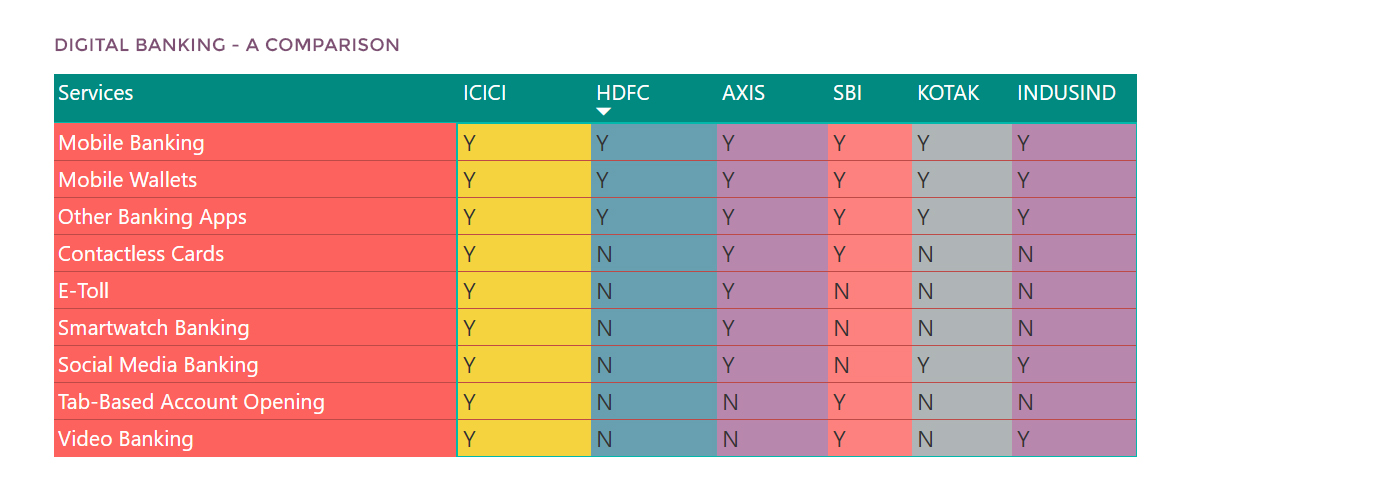 DIGITAL BANKING - A COMPARISON
Services ICICI HDFC AXIS SBI KOTAK INDUSIND
Mobile Banking Y Y Y Y Y Y
Mobile Wallets Y Y Y Y Y Y
Other Banking Apps Y Y Y Y Y Y
Contactless Cards Y N Y Y N N
E-Toll Y N Y N N N
Smartwatch Banking Y N Y N N N
Social Media Banking Y N Y N Y Y
Tab-Based Account Opening Y N N Y N N
Video Banking Y N N Y N Y